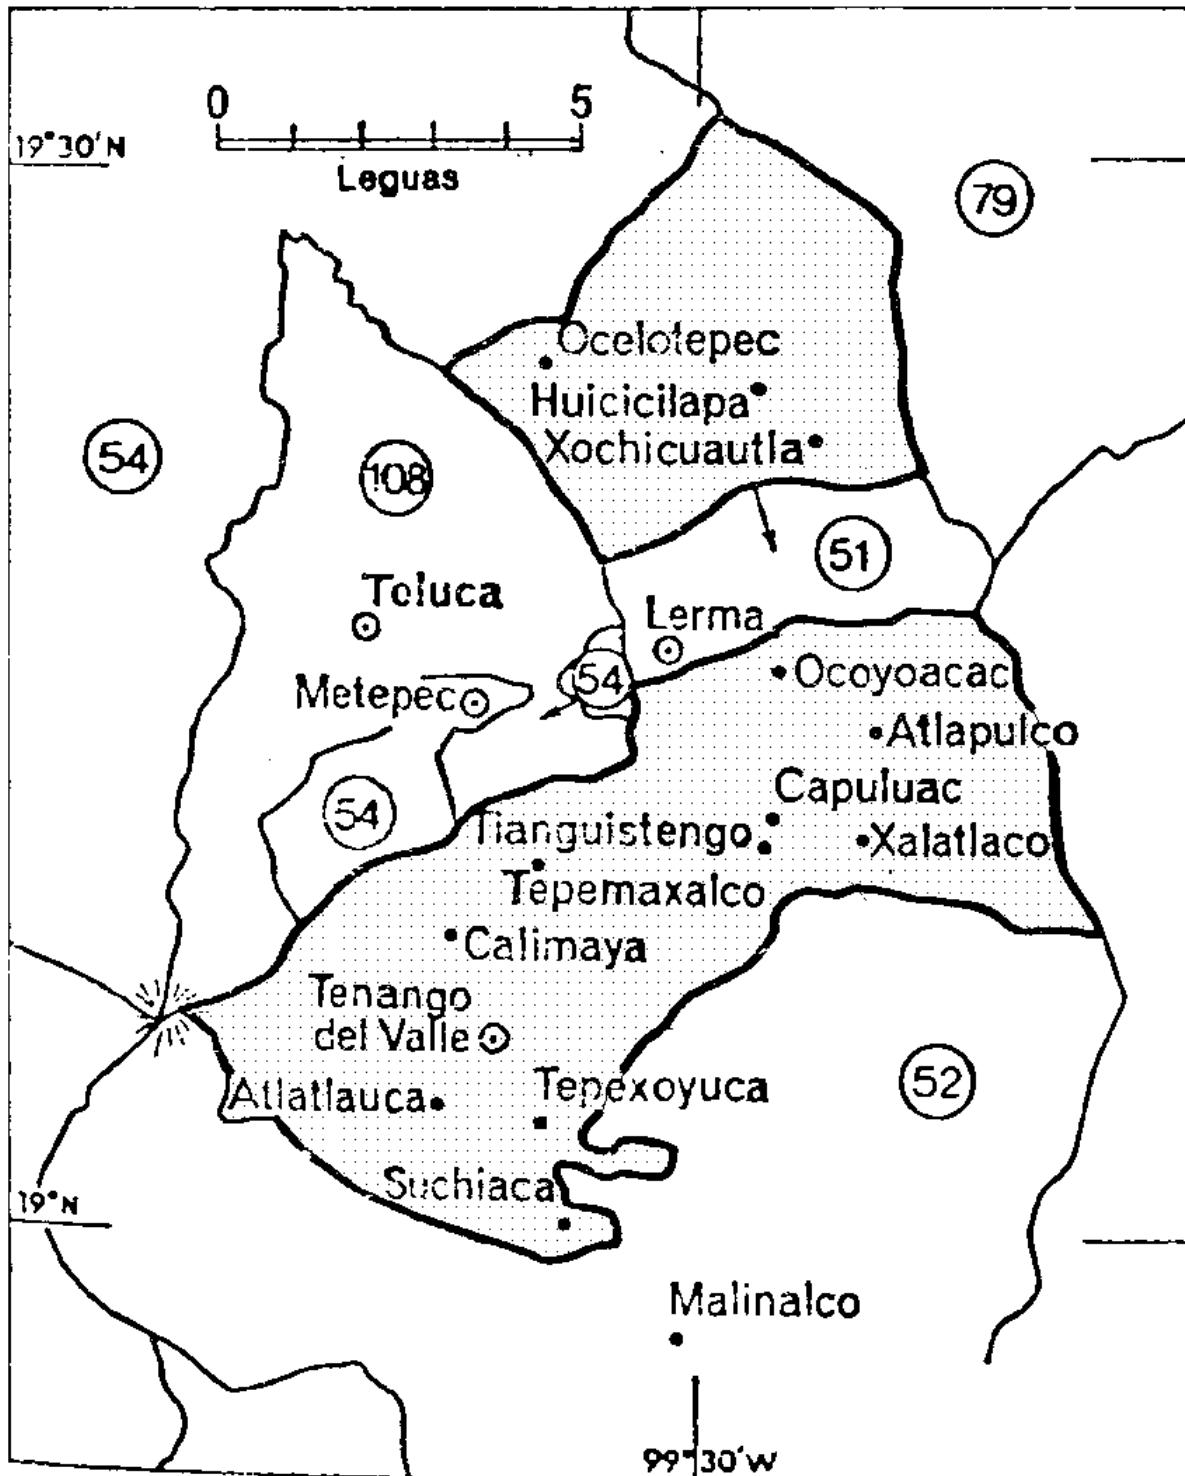 0 5
19°30'N
Leguas
79
Ocelotepec
Huicicilapa
Xochicuautla
54
108
51
Toluca
Lerma
54
Metepec
Ocoyoacac
Atlapulco
Capuluac
54
Tianguistengo
Xalatlaco
Tepemaxalco
Calimaya
Tenango
del Valle
52
Atlatlauca
Tepexoyuca
Suchiaca
19°N
Malinalco
99°30'W